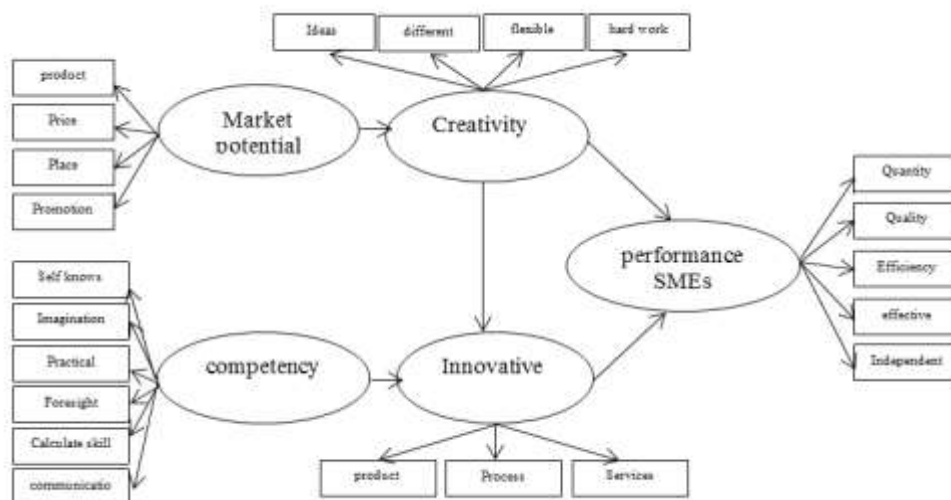 Ideas
different
flexible
hard work
product
Price
Place
Promotion
Market
potential
Creativity
Quantity
Quality
Efficiency
effective
Independent
performance
SMEs
Self knows
Imagination
Practical
Foresight
Calculate skill
communicatio
competency
Innovative
product
Process
Services